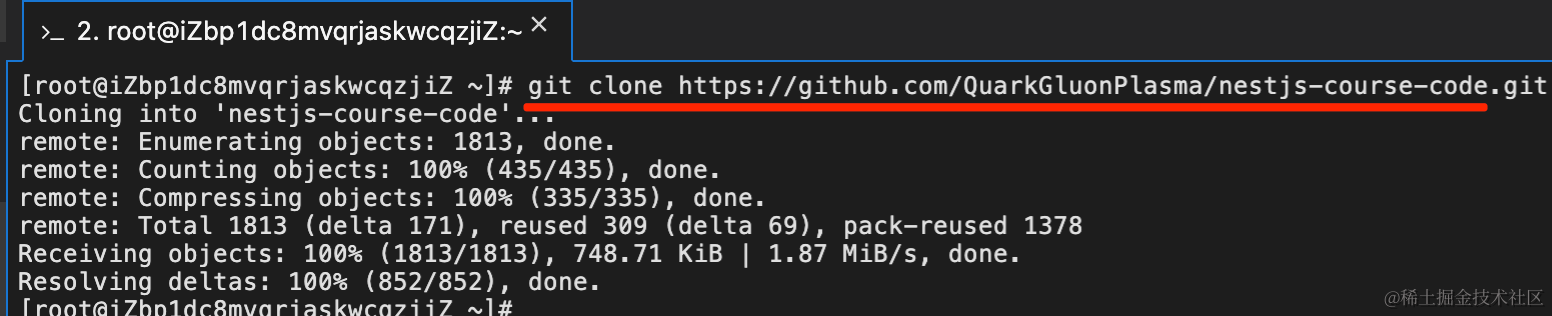 >_ 2. root@iZbp1dc8mvqrjaskwcqzjiZ:~ ×
[root@iZbp1dc8mvqrjaskwcqzjiZ ~]# git clone https://github.com/QuarkGluonPlasma/nestjs-course-code.git
Cloning into 'nestjs-course-code'...
remote: Enumerating objects: 1813, done.
remote: Counting objects: 100% (435/435), done.
remote: Compressing objects: 100% (335/335), done.
remote: Total 1813 (delta 171), reused 309 (delta 69), pack-reused 1378
Receiving objects: 100% (1813/1813), 748.71 KiB | 1.87 MiB/s, done.
Resolving deltas: 100% (852/852), done.
[root@iZbp1dc8mvqrjaskwcqzjiZ ~]#
@稀土掘金技术社区